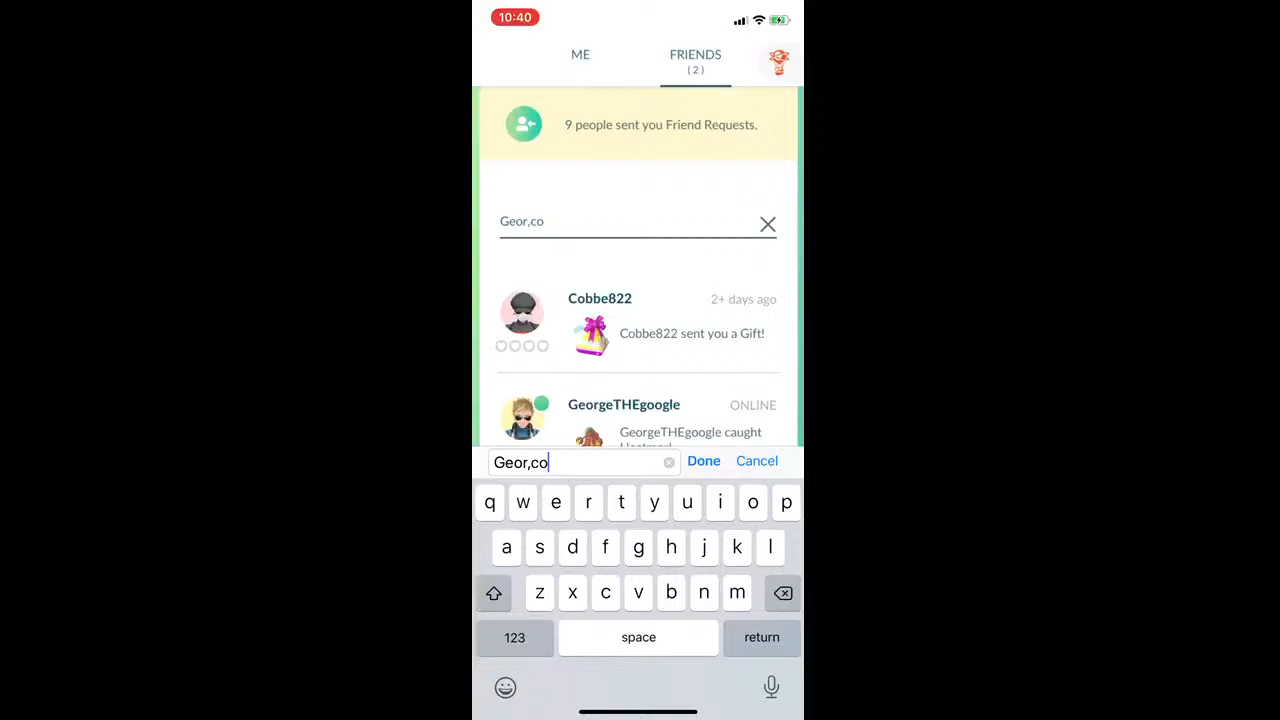 10:40
ME
FRIENDS
( 2 )
9 people sent you Friend Requests.
Geor,co
Cobbe822
2+ days ago
Cobbe822 sent you a Gift!
GeorgeTHEgoogle
ONLINE
GeorgeTHEgoogle caught
Geor,co
Done
Cancel
q w e r t y u i o p
a s d f g h j k l
z x c v b n m
123
space
return